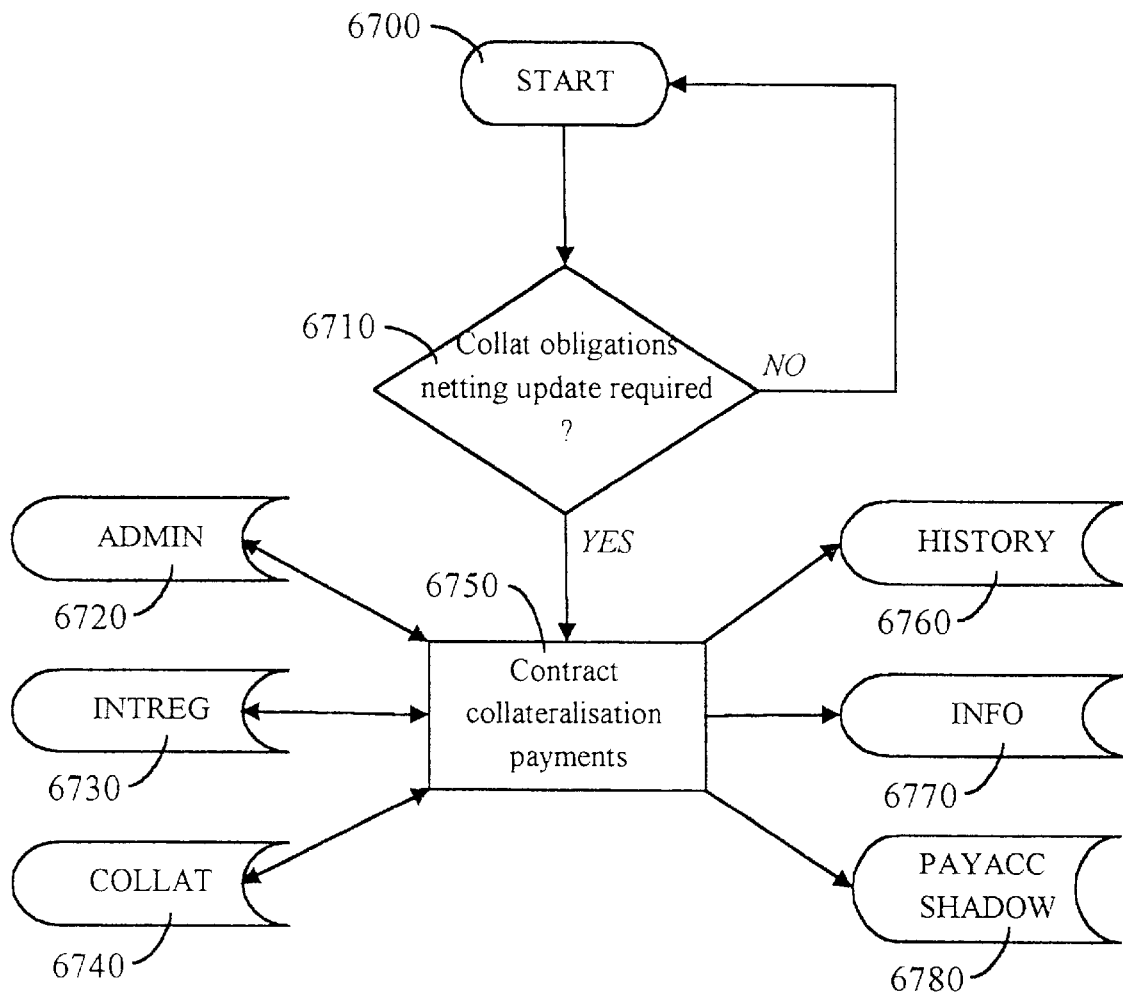 6700
START
6710
Collat obligations
netting update required
?
NO
YES
ADMIN
6720
6750
HISTORY
6760
INTREG
6730
Contract
collateralisation
payments
INFO
6770
COLLAT
6740
PAYACC
SHADOW
6780